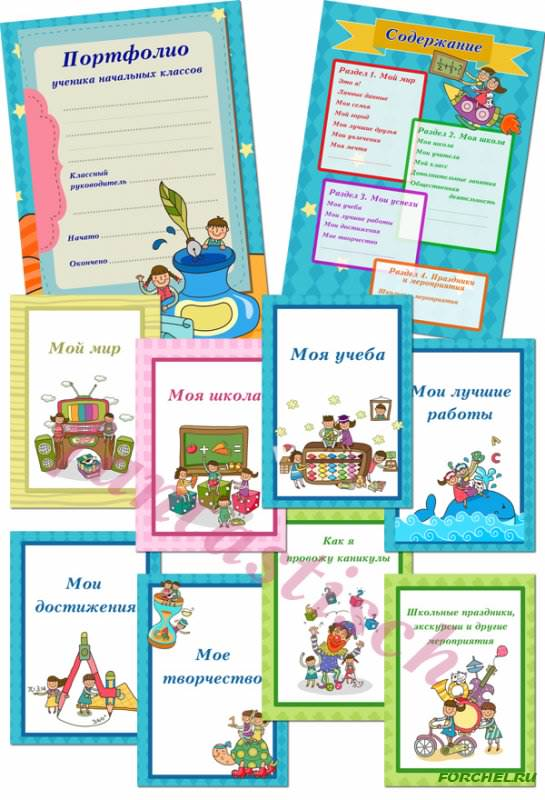 Портфолио
ученика начальных классов
Классный
руководитель
Начато
Окончено
Содержание
Раздел 1. Мой мир
Это я!
Личные данные
Моя семья
Мой город
Мои лучшие друзья
Мои увлечения
Моя мечта
Раздел 2. Моя школа
Моя школа
Мои учителя
Мой класс
Дополнительные занятия
Общественная
деятельность
Раздел 3. Мои успехи
Моя учеба
Мои лучшие работы
Мои достижения
Мое творчество
Раздел 4. Праздники
и мероприятия
Школьные мероприятия
Мой мир
Моя школа
Моя учеба
Мои лучшие
работы
Мои
достижения
Мое
творчество
Как я
провожу каникулы
Школьные праздники,
экскурсии и другие
мероприятия
fantastisch
FORCHEL.RU